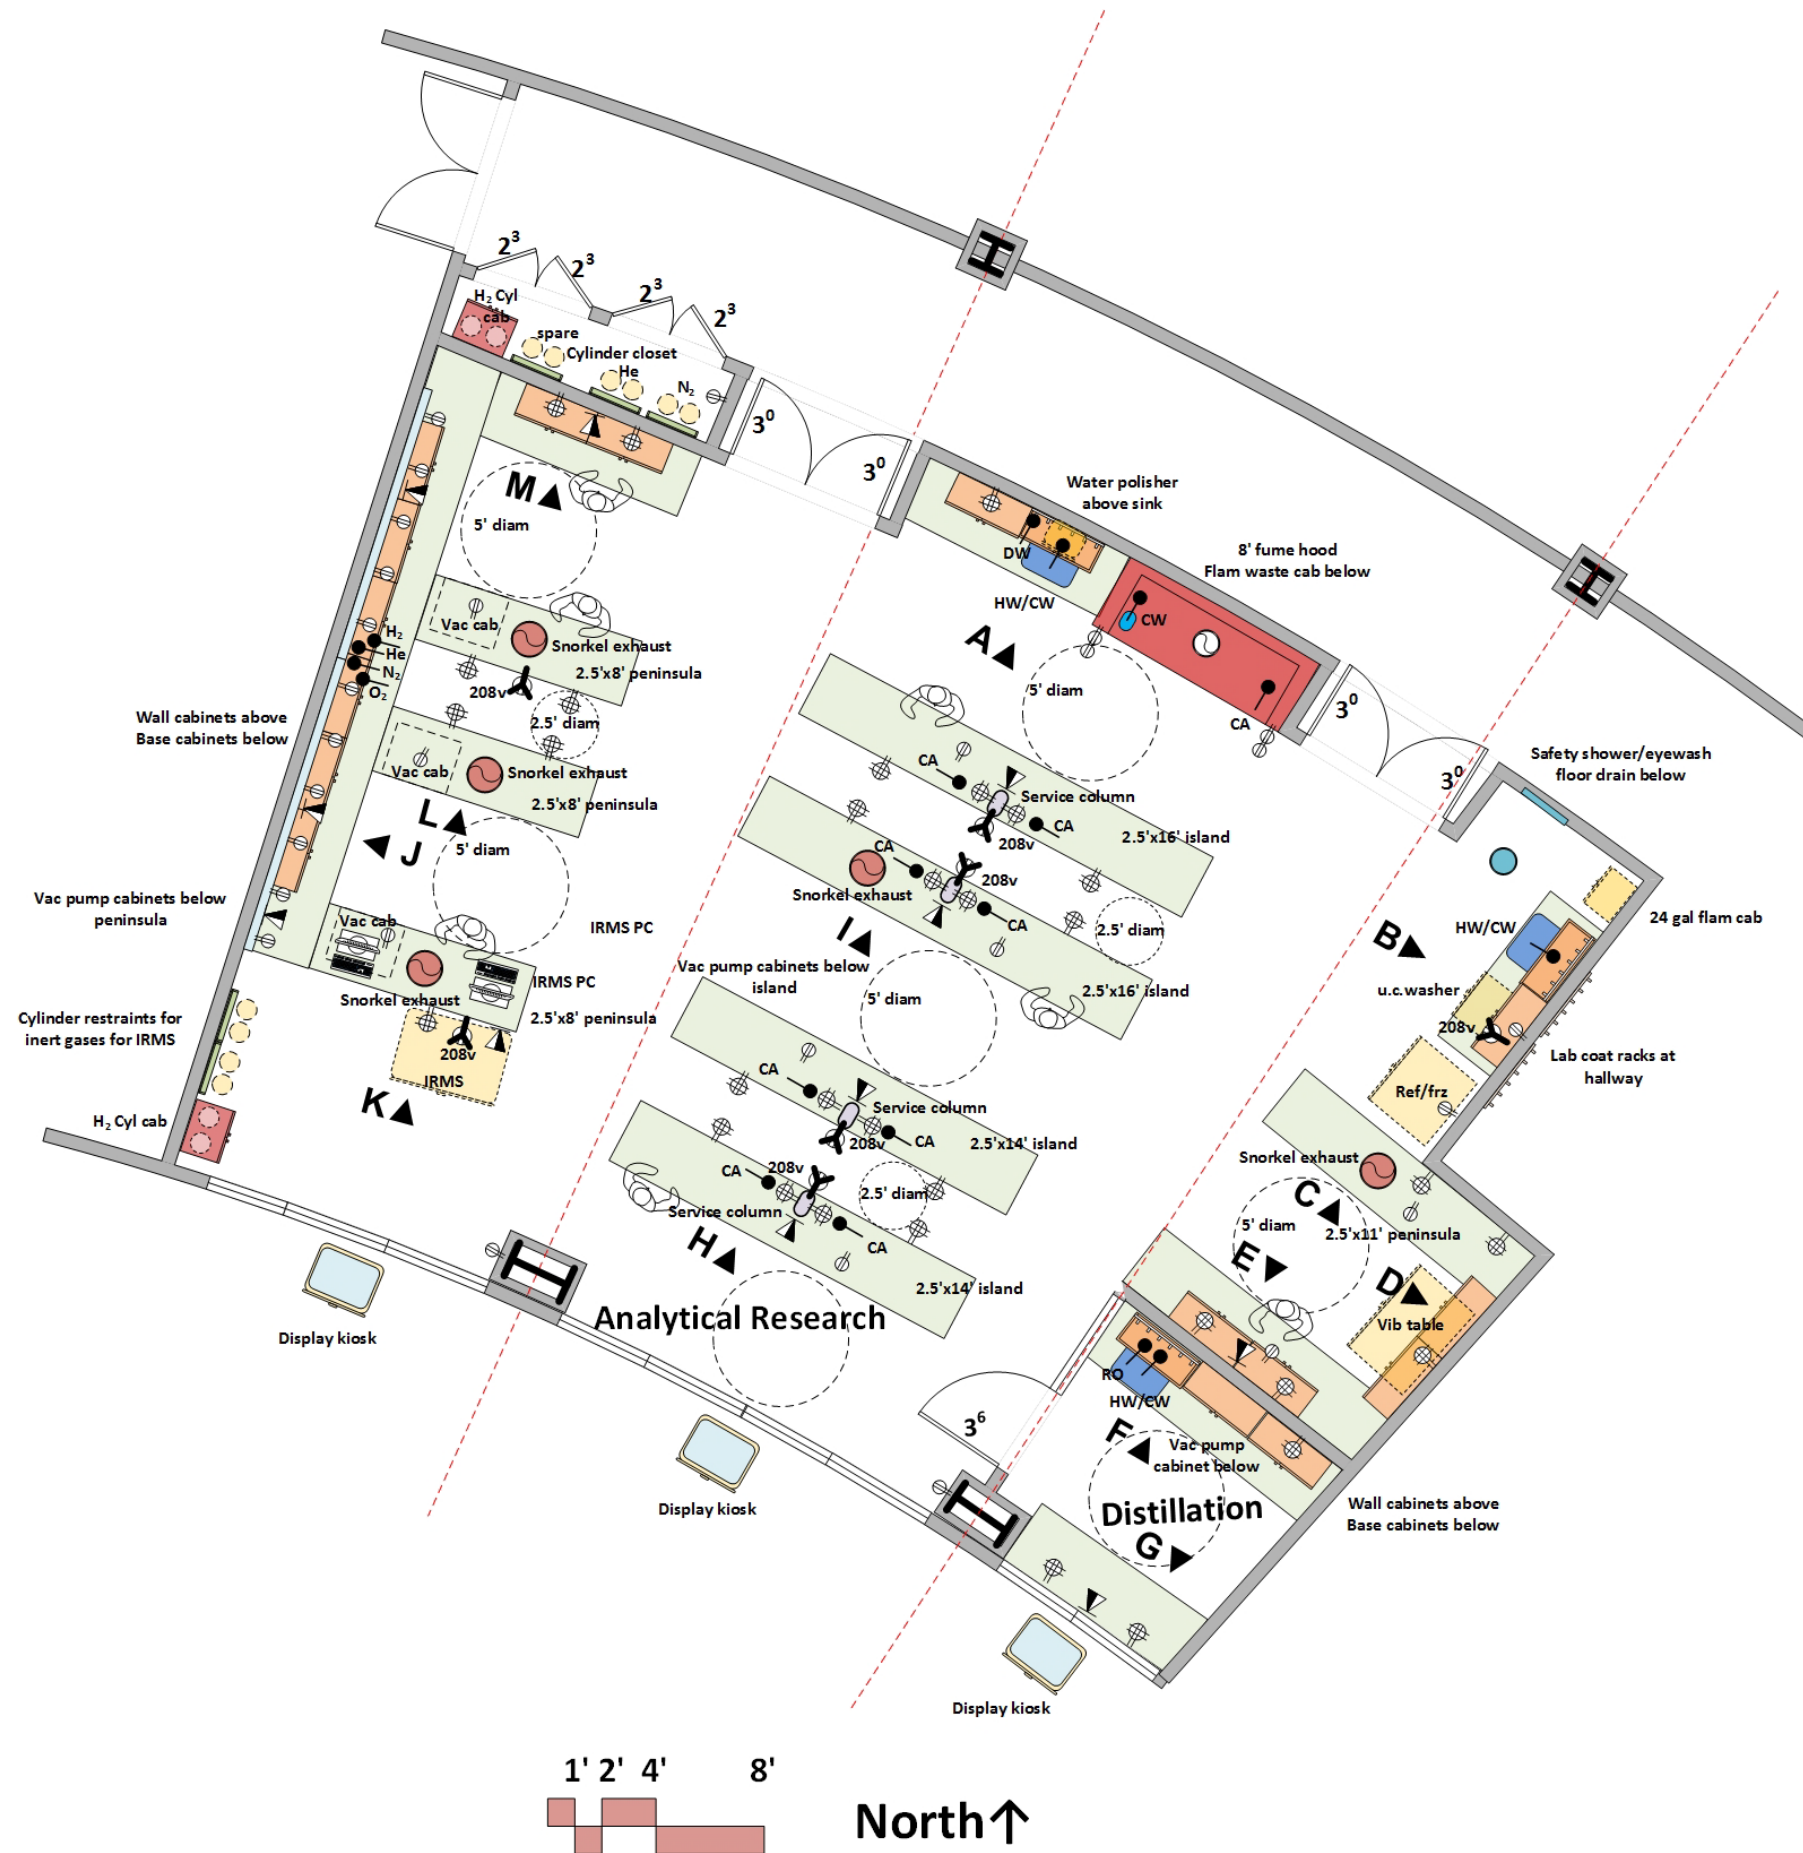 2³
2³
2³
2³
H₂ Cyl
cab
spare
Cylinder closet
He
N₂
3⁰
3⁰
M
5' diam
Water polisher
above sink
DW
HW/CW
8' fume hood
Flam waste cab below
CW
CA
A
5' diam
3⁰
3⁰
Vac cab
Snorkel exhaust
2.5'x8' peninsula
H₂
He
N₂
O₂
208v
2.5' diam
Wall cabinets above
Base cabinets below
Vac cab
Snorkel exhaust
2.5'x8' peninsula
L
J
5' diam
Safety shower/eyewash
floor drain below
CA
Service column
CA
2.5'x16' island
208v
CA
208v
Snorkel exhaust
CA
2.5' diam
I
Vac pump cabinets below
island
5' diam
2.5'x16' island
Vac pump cabinets below
peninsula
Vac cab
IRMS PC
IRMS PC
Snorkel exhaust
2.5'x8' peninsula
Cylinder restraints for
inert gases for IRMS
208v
IRMS
K
H₂ Cyl cab
24 gal flam cab
HW/CW
B
u.c.washer
208v
Lab coat racks at
hallway
Ref/frz
CA
Service column
208v
CA
2.5'x14' island
CA
208v
2.5' diam
Service column
CA
H
2.5'x14' island
Snorkel exhaust
C
5' diam
2.5'x11' peninsula
E
D
Vib table
Analytical Research
Display kiosk
RO
HW/CW
3⁶
F
Vac pump
cabinet below
Distillation
G
Wall cabinets above
Base cabinets below
Display kiosk
Display kiosk
1' 2' 4' 8'
North↑